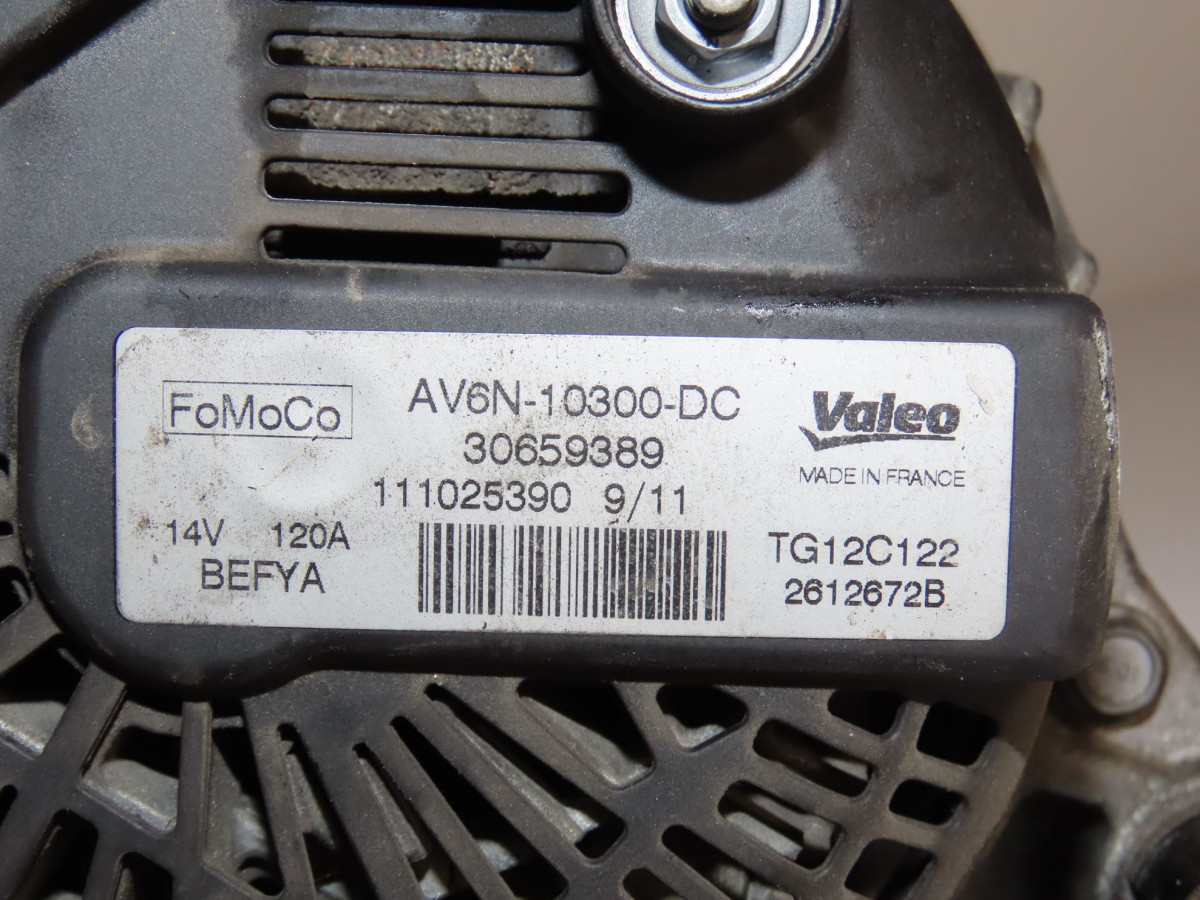 FoMoCo
AV6N-10300-DC
30659389
111025390 9/11
Valeo
MADE IN FRANCE
14V 120A
BEFYA
TG12C122
2612672B